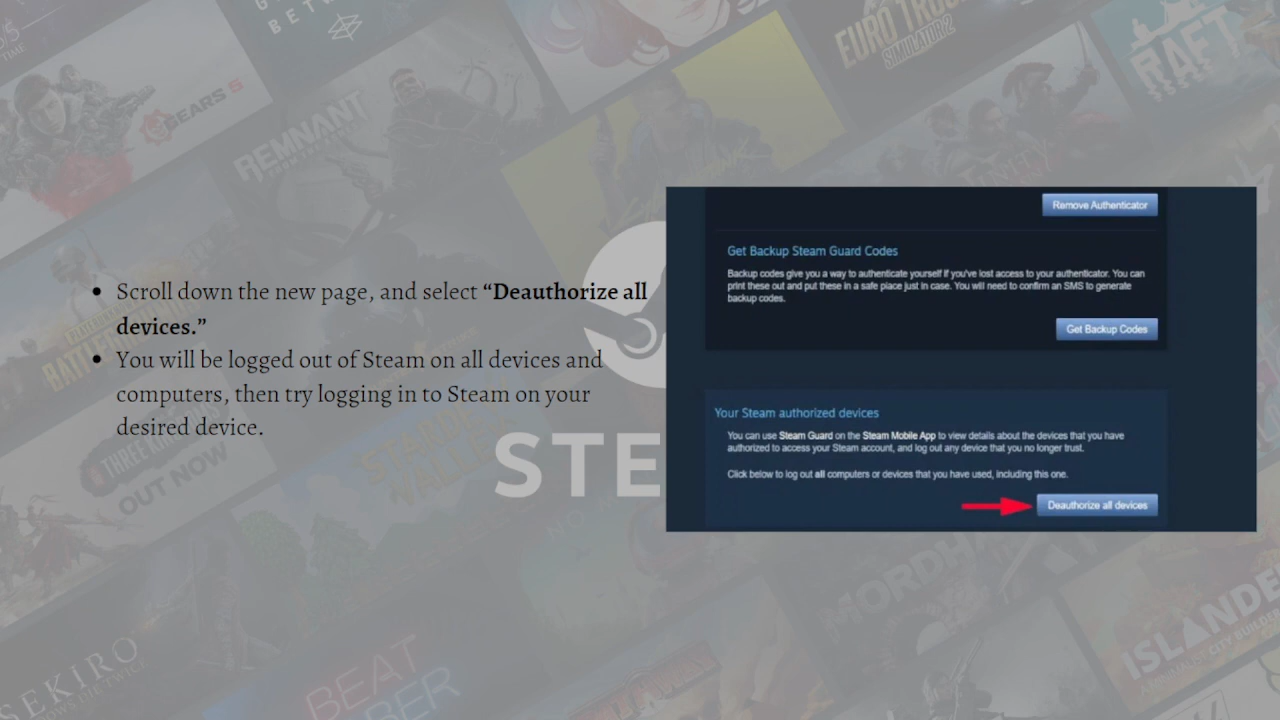 BETW
EURO TRUCK
SIMULATOR 2
RAFT
GEARS 5
REMNANT
Remove Authenticator
Get Backup Steam Guard Codes
Backup codes give you a way to authenticate yourself if you've lost access to your authenticator. You can
print these out and put these in a safe place just in case. You will need to confirm an SMS to generate
backup codes.
Get Backup Codes
• Scroll down the new page, and select “Deauthorize all
devices.”
• You will be logged out of Steam on all devices and
computers, then try logging in to Steam on your
desired device.
Your Steam authorized devices
You can use Steam Guard on the Steam Mobile App to view details about the devices that you have
authorized to access your Steam account, and log out any device that you no longer trust.
Click below to log out all computers or devices that you have used, including this one.
Deauthorize all devices
STE
OUT NOW
STARDEW
VALLEY
MORDHA
ISLANDE
CITY BUILDER
SEKIRO
BEAT
BER